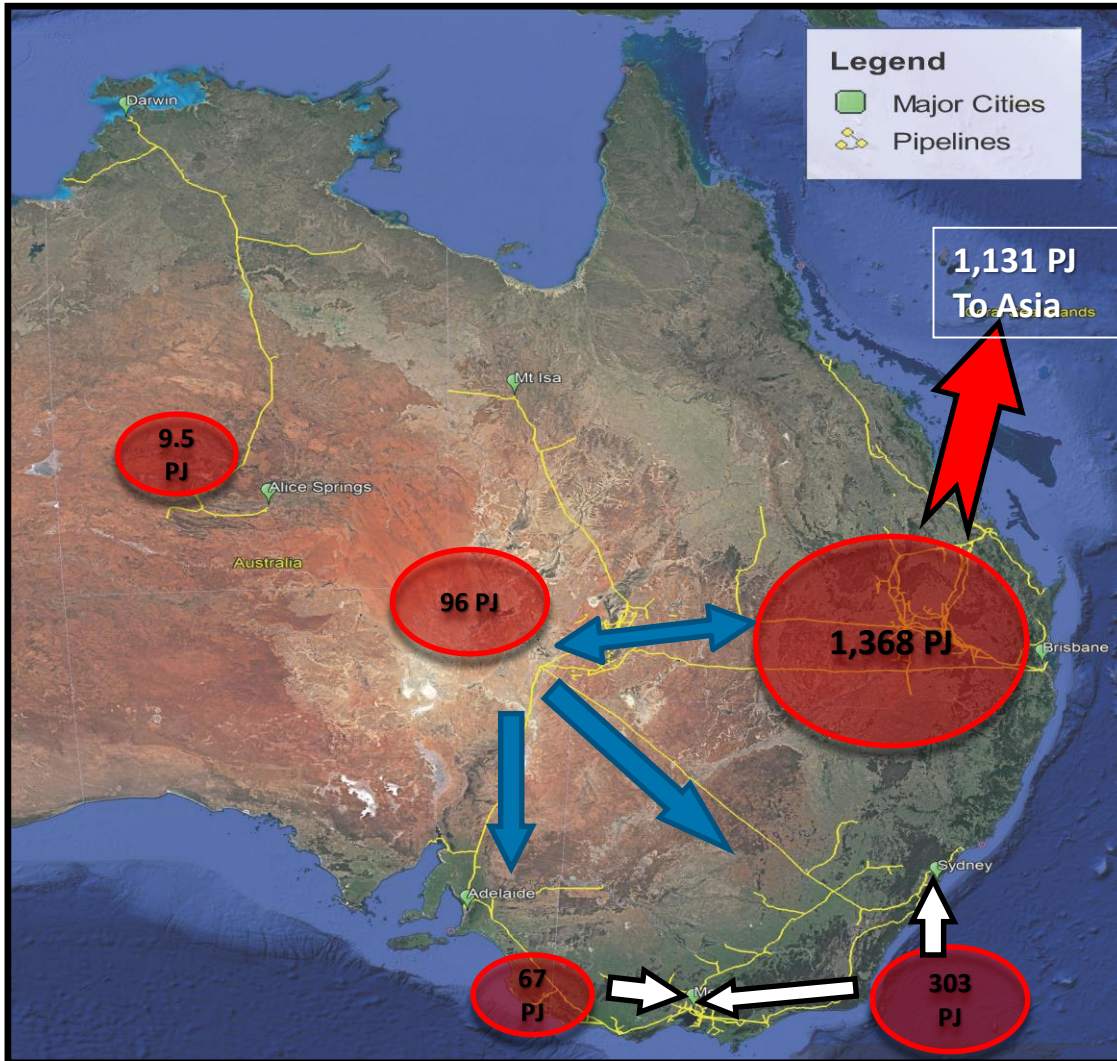 Legend
Major Cities
Pipelines
Darwin
1,131 PJ
To Asia
Mt Isa
9.5
PJ
Alice Springs
Australia
96 PJ
1,368 PJ
Brisbane
Sydney
Adelaide
67
PJ
303
PJ